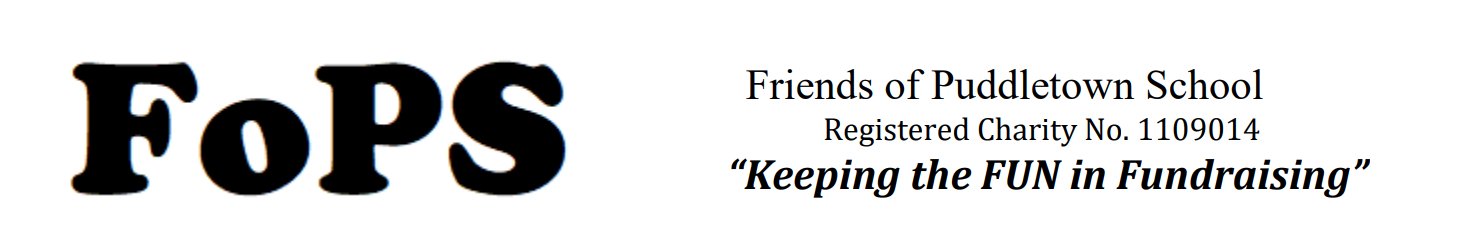 FoPS
Friends of Puddletown School
Registered Charity No. 1109014
“Keeping the FUN in Fundraising”